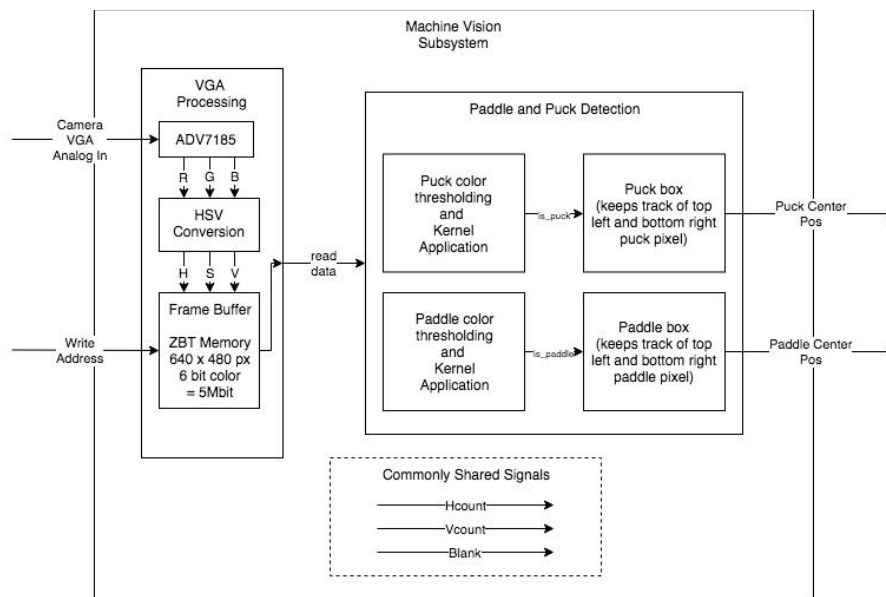 Machine Vision
Subsystem
VGA
Processing
Camera
VGA
Analog In
ADV7185
R G B
HSV
Conversion
H S V
Frame Buffer
ZBT Memory
640 x 480 px
6 bit color
= 5Mbit
Write
Address
read
data
Paddle and Puck Detection
Puck color
thresholding
and
Kernel
Application
is_puck
Puck box
(keeps track of top
left and bottom right
puck pixel)
Puck Center
Pos
Paddle color
thresholding
and
Kernel
Application
is_paddle
Paddle box
(keeps track of top
left and bottom right
paddle pixel)
Paddle Center
Pos
Commonly Shared Signals
Hcount
Vcount
Blank